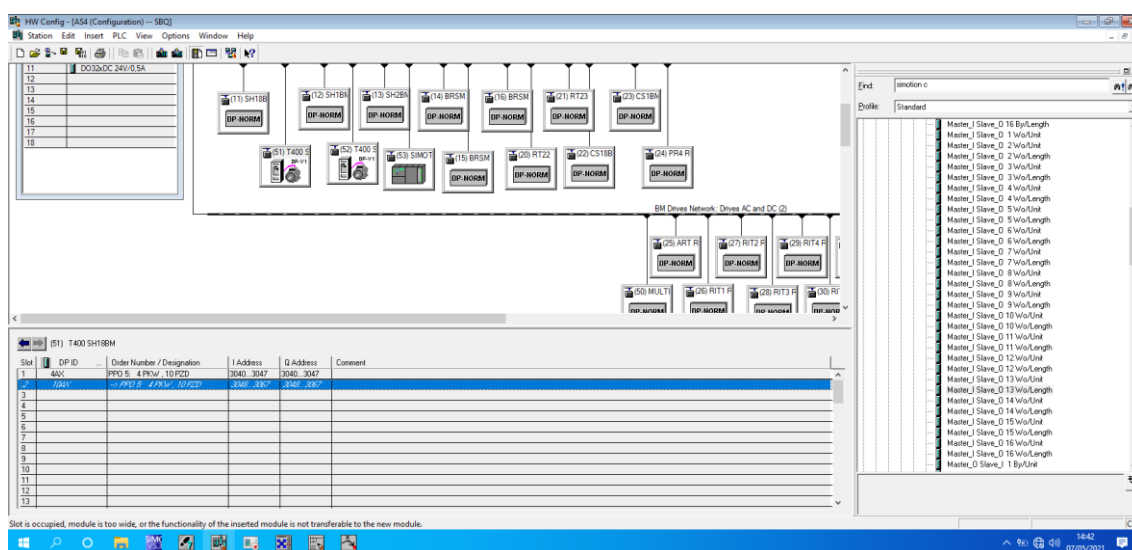 HW Config - [AS4 (Configuration) -- SBQ]
Station Edit Insert PLC View Options Window Help
11 DO32xDC 24V/0,5A
12
13
14
15
16
17
18
(11) SH18B
(12) SH1BM
(13) SH2BM
(14) BRSM
(16) BRSM
(21) RT23
(23) CS1BM
DP-NORM
DP-NORM
DP-NORM
DP-NORM
DP-NORM
DP-NORM
DP-NORM
(51) T400 S
(52) T400 S
(53) SIMOT
(15) BRSM
(20) RT22
(22) CS18B
(24) PR4 R
DP-V1
DP-V1
DP-NORM
DP-NORM
DP-NORM
DP-NORM
BM Drives Network: Drives AC and DC (2)
(25) ART R
(27) RIT2 R
(29) RIT4 F
DP-NORM
DP-NORM
DP-NORM
(50) MULTI
(26) RIT1 F
(28) RIT3 F
(30) RI
DP-NORM
DP-NORM
DP-NORM
DP-NOR
(51) T400 SH18BM
Slot DP ID ... Order Number / Designation I Address Q Address Comment
1 4AX PPO 5: 4 PKW , 10 PZD 3040...3047 3040...3047
2 10AX --> PPO 5: 4 PKW , 10 PZD 3048...3067 3048...3067
3
4
5
6
7
8
9
10
11
12
13
Slot is occupied, module is too wide, or the functionality of the inserted module is not transferable to the new module.
Find: simotion c
Profile: Standard
Master_I Slave_O 16 By/Length
Master_I Slave_O 1 Wo/Unit
Master_I Slave_O 2 Wo/Unit
Master_I Slave_O 2 Wo/Length
Master_I Slave_O 3 Wo/Unit
Master_I Slave_O 3 Wo/Length
Master_I Slave_O 4 Wo/Unit
Master_I Slave_O 4 Wo/Length
Master_I Slave_O 5 Wo/Unit
Master_I Slave_O 5 Wo/Length
Master_I Slave_O 6 Wo/Unit
Master_I Slave_O 6 Wo/Length
Master_I Slave_O 7 Wo/Unit
Master_I Slave_O 7 Wo/Length
Master_I Slave_O 8 Wo/Unit
Master_I Slave_O 8 Wo/Length
Master_I Slave_O 9 Wo/Unit
Master_I Slave_O 9 Wo/Length
Master_I Slave_O 10 Wo/Unit
Master_I Slave_O 10 Wo/Length
Master_I Slave_O 11 Wo/Unit
Master_I Slave_O 11 Wo/Length
Master_I Slave_O 12 Wo/Unit
Master_I Slave_O 12 Wo/Length
Master_I Slave_O 13 Wo/Unit
Master_I Slave_O 13 Wo/Length
Master_I Slave_O 14 Wo/Unit
Master_I Slave_O 14 Wo/Length
Master_I Slave_O 15 Wo/Unit
Master_I Slave_O 15 Wo/Length
Master_I Slave_O 16 Wo/Unit
Master_I Slave_O 16 Wo/Length
Master_O Slave_I 1 By/Unit
14:42
07/05/2021